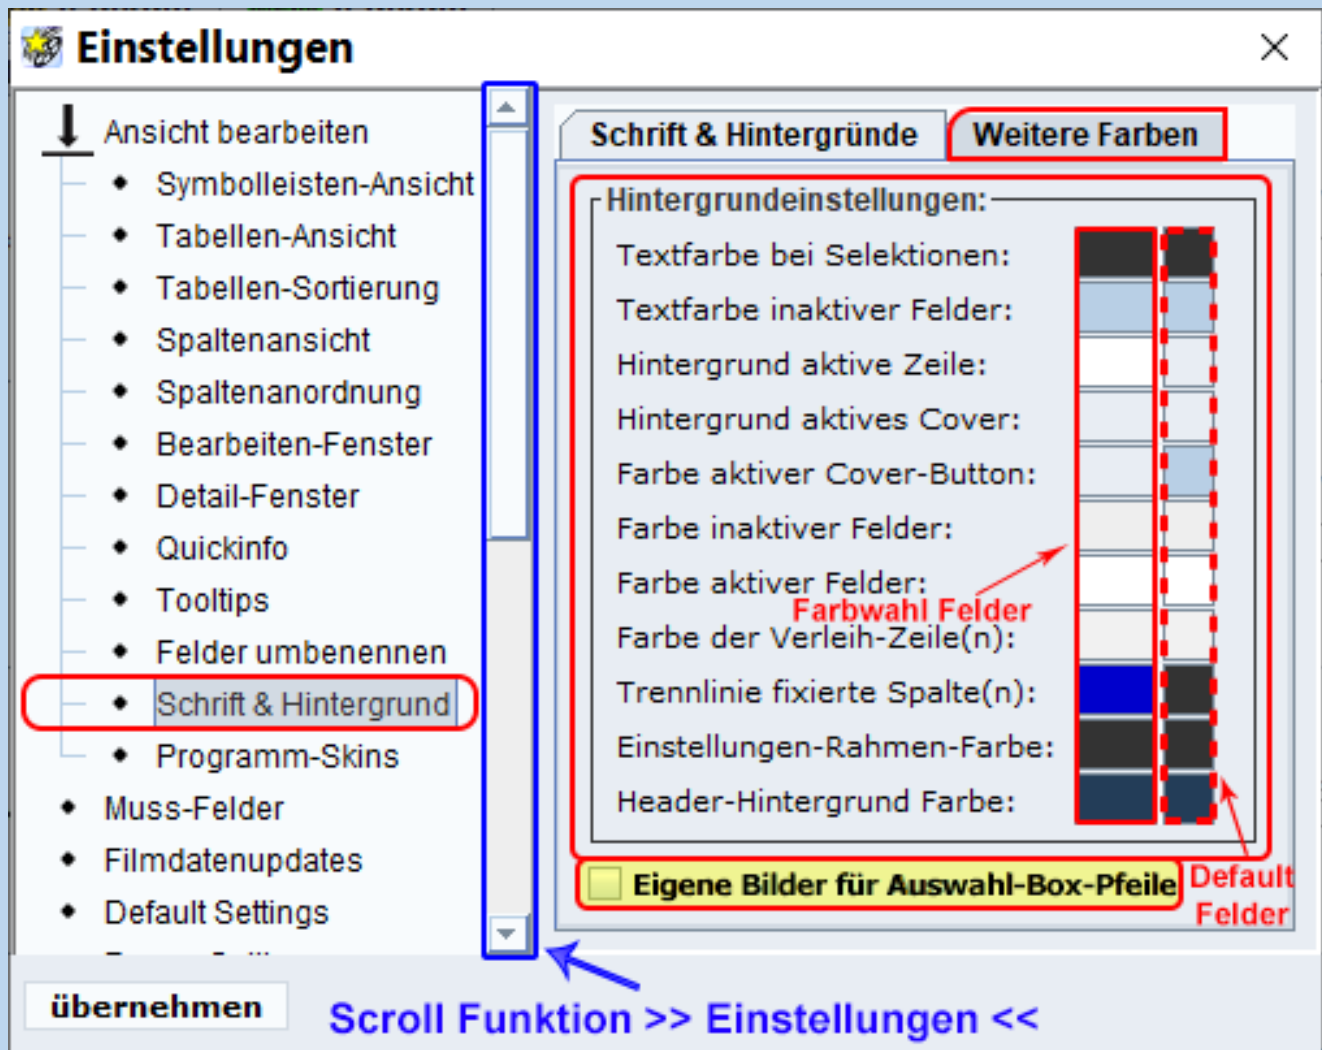 Einstellungen
Ansicht bearbeiten
Symbolleisten-Ansicht
Tabellen-Ansicht
Tabellen-Sortierung
Spaltenansicht
Spaltenanordnung
Bearbeiten-Fenster
Detail-Fenster
Quickinfo
Tooltips
Felder umbenennen
Schrift & Hintergrund
Programm-Skins
Muss-Felder
Filmdatenupdates
Default Settings
Schrift & Hintergründe
Weitere Farben
Hintergrundeinstellungen:
Textfarbe bei Selektionen:
Textfarbe inaktiver Felder:
Hintergrund aktive Zeile:
Hintergrund aktives Cover:
Farbe aktiver Cover-Button:
Farbe inaktiver Felder:
Farbe aktiver Felder:
Farbwahl Felder
Farbe der Verleih-Zeile(n):
Trennlinie fixierte Spalte(n):
Einstellungen-Rahmen-Farbe:
Header-Hintergrund Farbe:
Eigene Bilder für Auswahl-Box-Pfeile
Default
Felder
übernehmen
Scroll Funktion >> Einstellungen <<